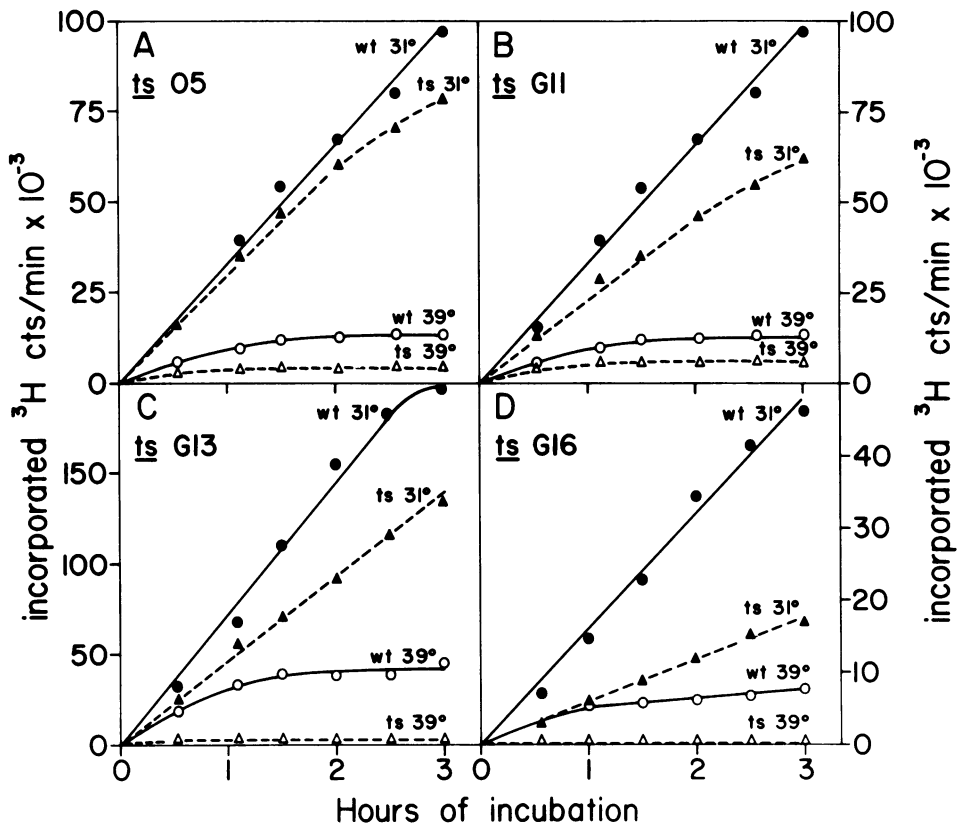 100
A
ts O5
wt 31°
ts 31°
75
50
25
wt 39°
ts 39°
0
B
ts G11
wt 31°
ts 31°
wt 39°
ts 39°
100
75
50
25
0
C
ts G13
wt 31°
ts 31°
wt 39°
ts 39°
150
100
50
0
D
ts G16
wt 31°
ts 31°
wt 39°
ts 39°
40
30
20
10
0
0 1 2 3 0 1 2 3
Hours of incubation
incorporated ³H cts/min x 10⁻³
incorporated ³H cts/min x 10⁻³